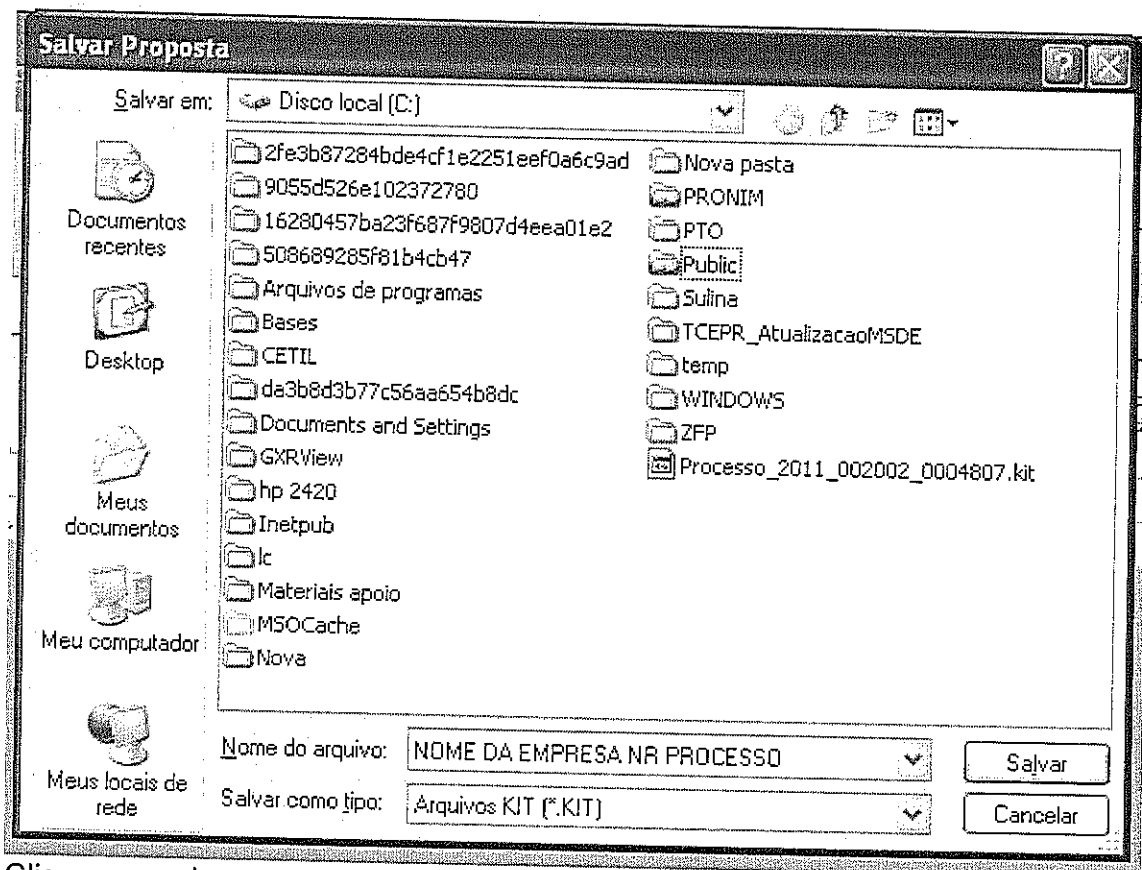 Salvar Proposta
Salvar em: Disco local (C:)
Documentos recentes
Desktop
Meus documentos
Meu computador
Meus locais de rede
2fe3b87284bde4cf1e2251eef0a6c9ad
9055d526e102372780
16280457ba23f687f9807d4eea01e2
508689285f81b4cb47
Arquivos de programas
Bases
CETIL
da3b8d3b77c56aa654b8dc
Documents and Settings
GXRView
hp 2420
Inetpub
lc
Materiais apoio
MSOCache
Nova
Nova pasta
PRONIM
PTO
Public
Sulina
TCEPR_AtualizacaoMSDE
temp
WINDOWS
ZFP
Processo_2011_002002_0004807.kit
Nome do arquivo: NOME DA EMPRESA NR PROCESSO
Salvar
Salvar como tipo: Arquivos KIT (*.KIT)
Cancelar